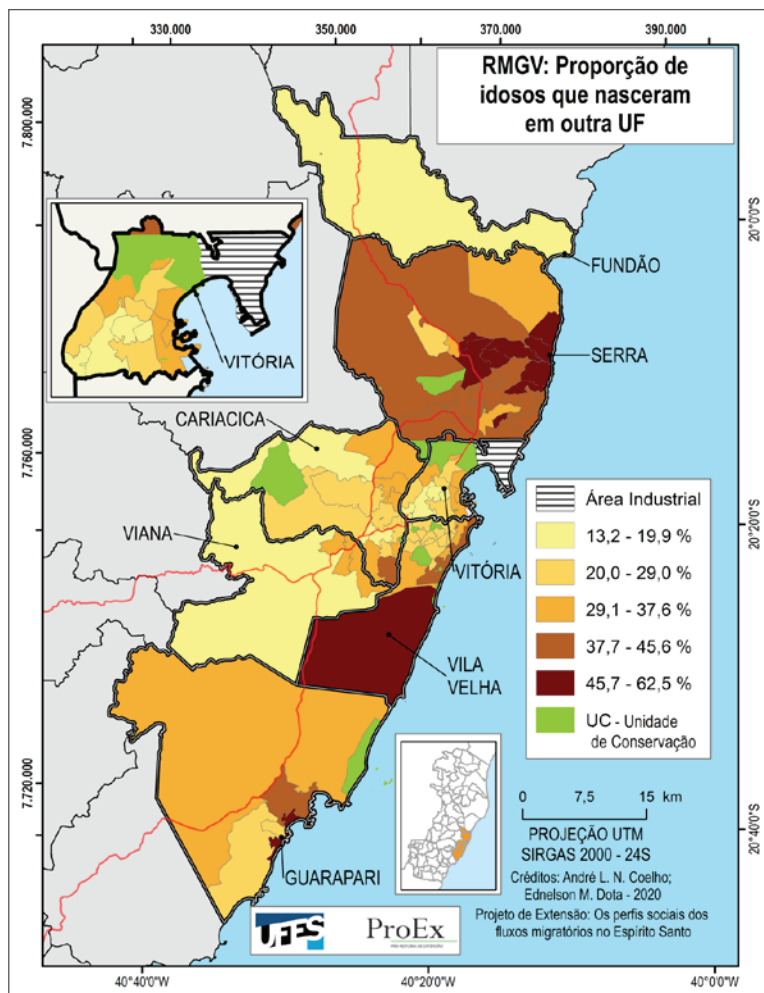 330.000 350.000 370.000 390.000
RMGV: Proporção de
idosos que nasceram
em outra UF
7.800.000
20°0'0"S
FUNDÃO
VITÓRIA
SERRA
CARIACICA
7.760.000
VIANA
VITÓRIA
20°20'0"S
Área Industrial
13,2 - 19,9 %
20,0 - 29,0 %
29,1 - 37,6 %
37,7 - 45,6 %
45,7 - 62,5 %
UC - Unidade
de Conservação
VILA
VELHA
7.720.000
0 7,5 15 km
PROJEÇÃO UTM
SIRGAS 2000 - 24S
20°40'0"S
Créditos: André L. N. Coelho;
Ednelson M. Dota - 2020
Projeto de Extensão: Os perfis sociais dos
fluxos migratórios no Espírito Santo
GUARAPARI
UFES
ProEx
40°40'0"W 40°20'0"W 40°0'0"W